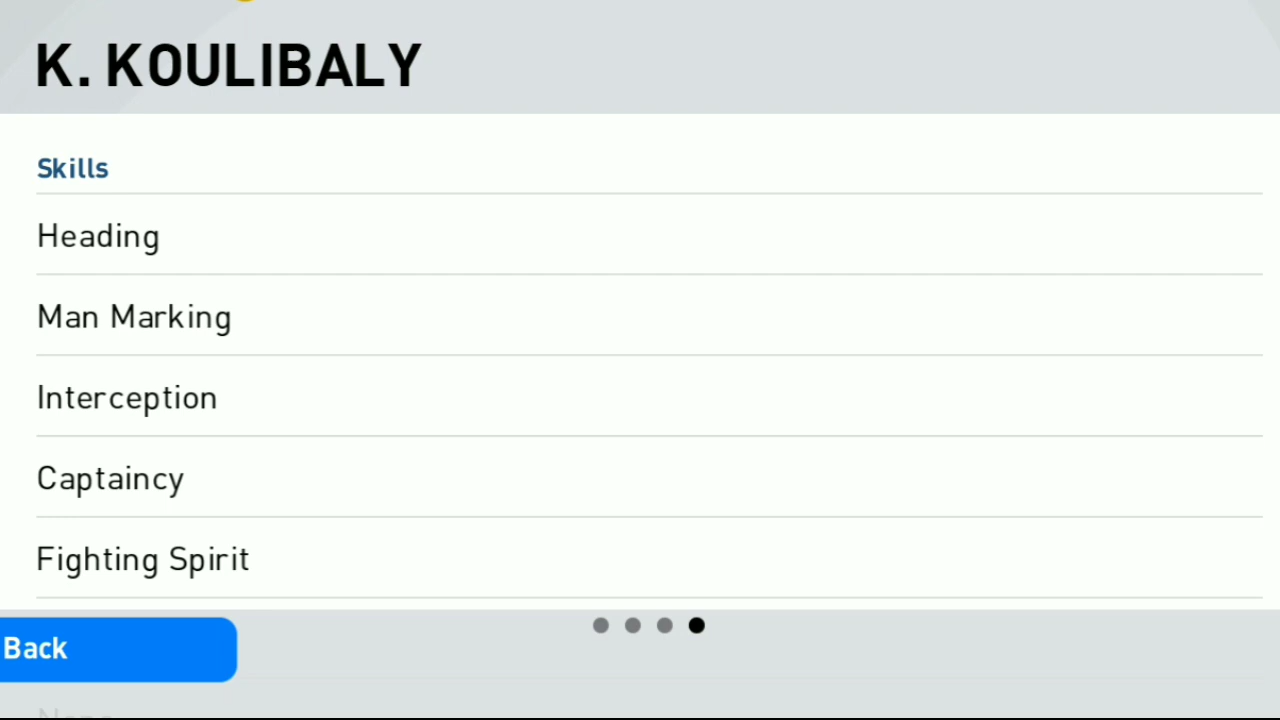 K. KOULIBALY
Skills
Heading
Man Marking
Interception
Captaincy
Fighting Spirit
Back